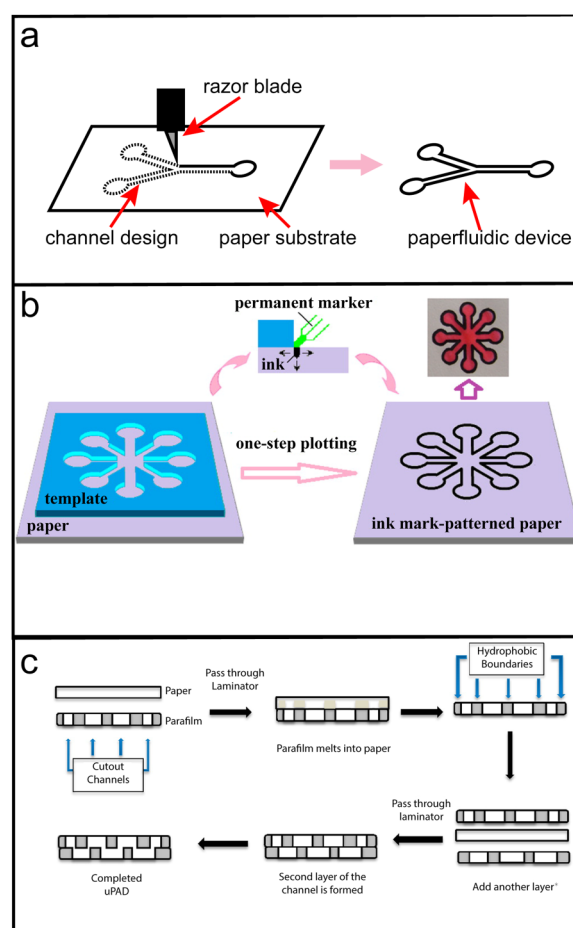 a
razor blade
channel design
paper substrate
paperfluidic device
b
permanent marker
ink
one-step plotting
template
paper
ink mark-patterned paper
c
Paper
Parafilm
Cutout
Channels
Pass through
Laminator
Parafilm melts into paper
Hydrophobic
Boundaries
Pass through
laminator
Add another layer*
Second layer of the
channel is formed
Completed
uPAD